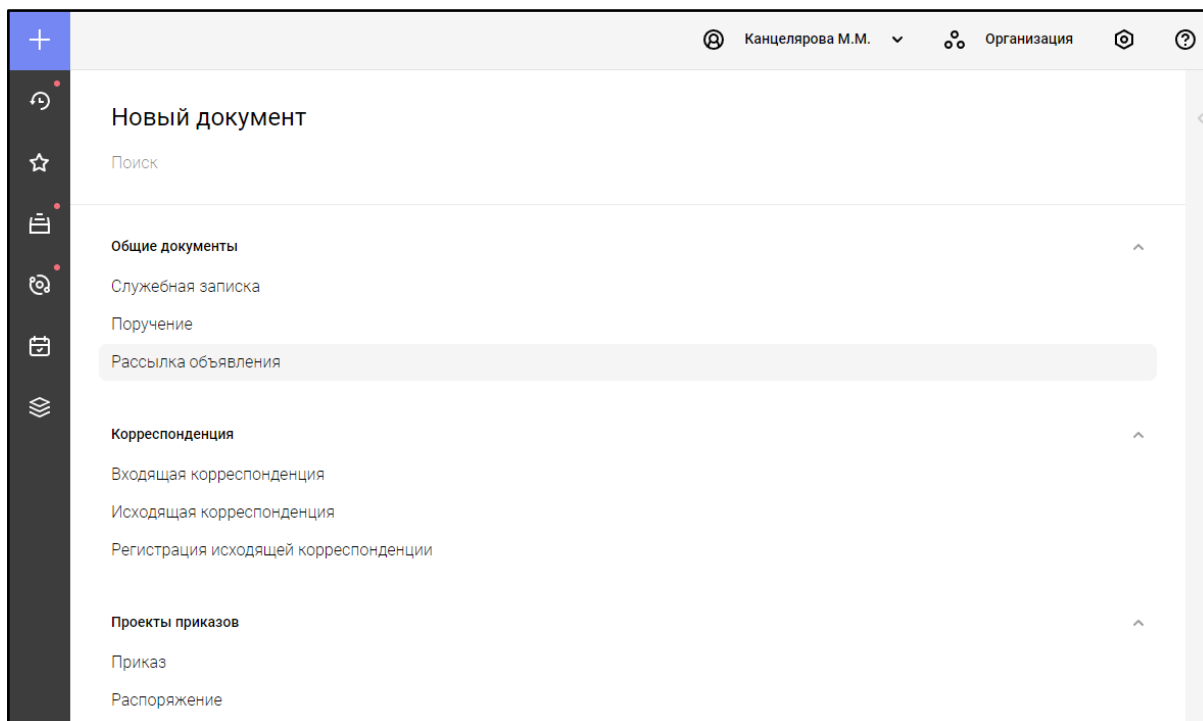 Канцелярова М.М.
Организация
Новый документ
Поиск
Общие документы
Служебная записка
Поручение
Рассылка объявления
Корреспонденция
Входящая корреспонденция
Исходящая корреспонденция
Регистрация исходящей корреспонденции
Проекты приказов
Приказ
Распоряжение